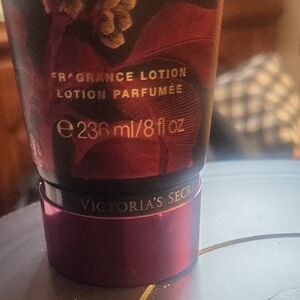 FRAGRANCE LOTION
LOTION PARFUMÉE
℮ 236 ml/8 fl oz
VICTORIA'S